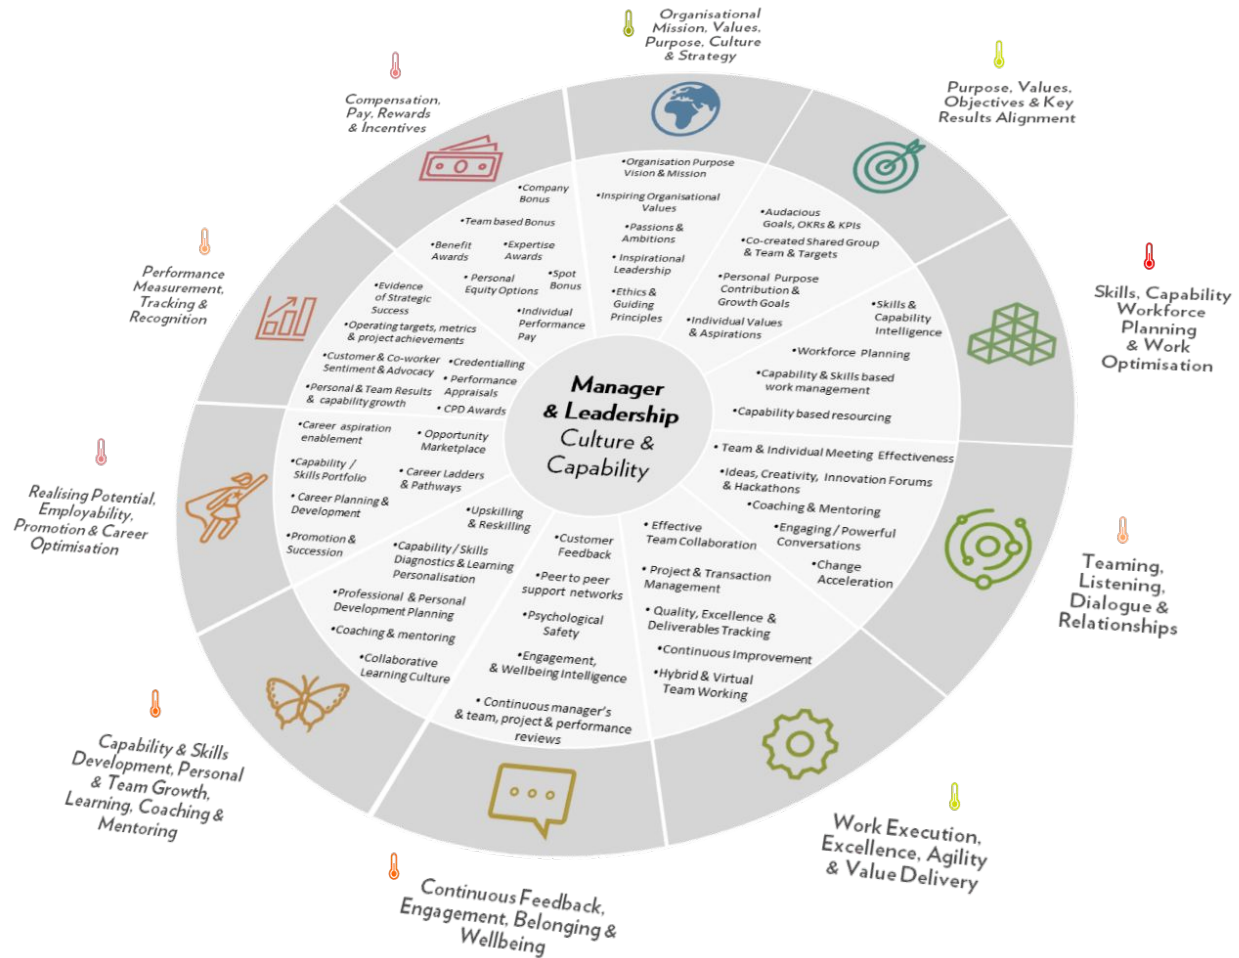 Organisational
Mission, Values,
Purpose, Culture
& Strategy
Purpose, Values,
Objectives & Key
Results Alignment
Skills, Capability
Workforce
Planning
& Work
Optimisation
Teaming,
Listening,
Dialogue &
Relationships
Work Execution,
Excellence, Agility
& Value Delivery
Continuous Feedback,
Engagement, Belonging &
Wellbeing
Capability & Skills
Development, Personal
& Team Growth,
Learning, Coaching &
Mentoring
Realising Potential,
Employability,
Promotion & Career
Optimisation
Performance
Measurement,
Tracking &
Recognition
Compensation,
Pay, Rewards
& Incentives
•Organisation Purpose
Vision & Mission
•Inspiring Organisational
Values
•Passions &
Ambitions
• Inspirational
Leadership
•Ethics &
Guiding
Principles
•Audacious
Goals, OKRs & KPIs
•Co-created Shared Group
& Team & Targets
•Personal Purpose
Contribution &
Growth Goals
•Individual Values
& Aspirations
•Skills &
Capability
Intelligence
•Workforce Planning
•Capability & Skills based
work management
•Capability based resourcing
• Team & Individual Meeting Effectiveness
•Ideas, Creativity, Innovation Forums
& Hackathons
•Coaching & Mentoring
•Engaging / Powerful
Conversations
•Change
Acceleration
• Effective
Team Collaboration
• Project & Transaction
Management
• Quality, Excellence &
Deliverables Tracking
•Continuous Improvement
•Hybrid & Virtual
Team Working
•Customer
Feedback
•Peer to peer
support networks
•Psychological
Safety
•Engagement,
& Wellbeing Intelligence
• Continuous manager's
& team, project & performance
reviews
•Upskilling
& Reskilling
•Capability / Skills
Diagnostics & Learning
Personalisation
•Professional & Personal
Development Planning
•Coaching & mentoring
•Collaborative
Learning Culture
•Career aspiration
enablement
• Opportunity
Marketplace
•Capability /
Skills Portfolio
• Career Ladders
& Pathways
• Career Planning &
Development
•Promotion &
Succession
•Evidence
of Strategic
Success
•Operating targets, metrics
& project achievements
•Customer & Co-worker
Sentiment & Advocacy
•Credentialling
•Personal & Team Results
& capability growth
• Performance
Appraisals
• CPD Awards
•Company
Bonus
•Team based Bonus
•Benefit
Awards
•Expertise
Awards
• Personal
Equity Options
•Spot
Bonus
•Individual
Performance
Pay
Manager
& Leadership
Culture &
Capability